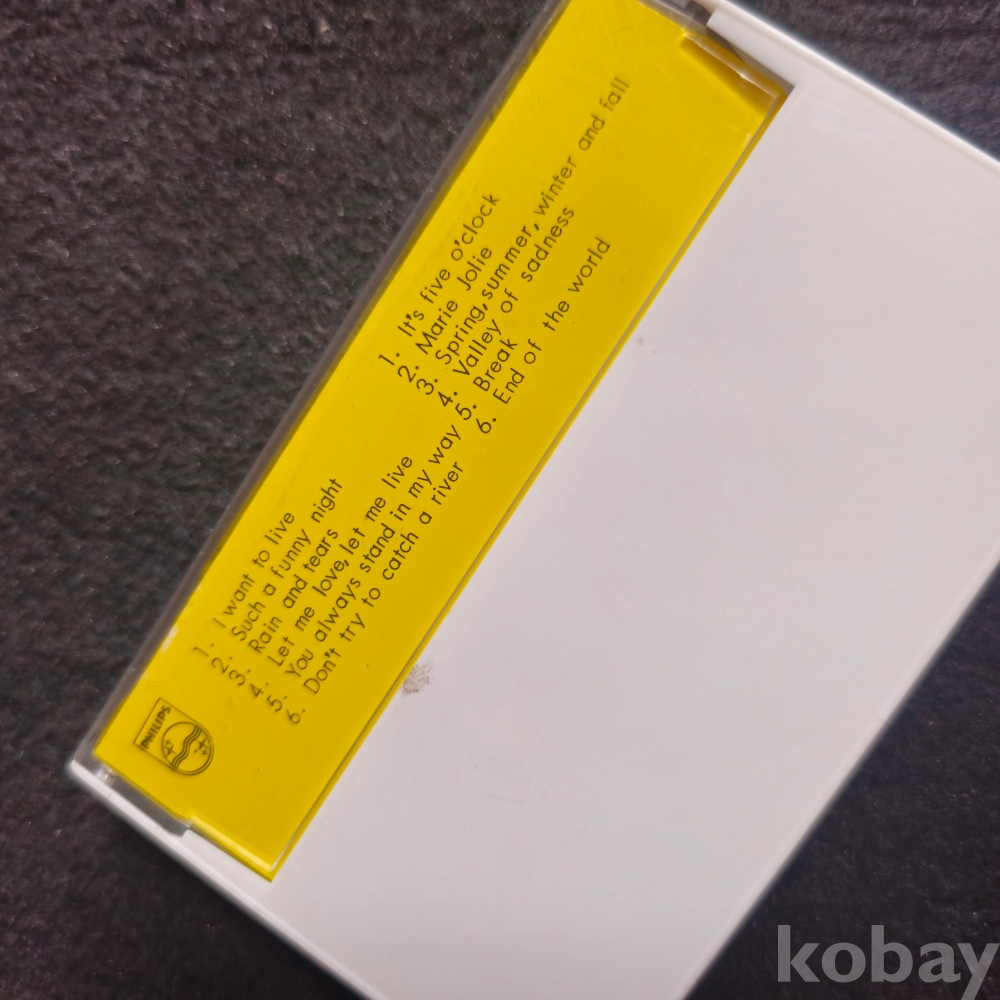 PHILIPS
1. I want to live
2. Such a funny night
3. Rain and tears
4. Let me love, let me live
5. You always stand in my way
6. Don't try to catch a river
1. It's five o'clock
2. Marie Jolie
3. Spring, summer, winter and fall
4. Valley of sadness
5. Break
6. End of the world
kobay